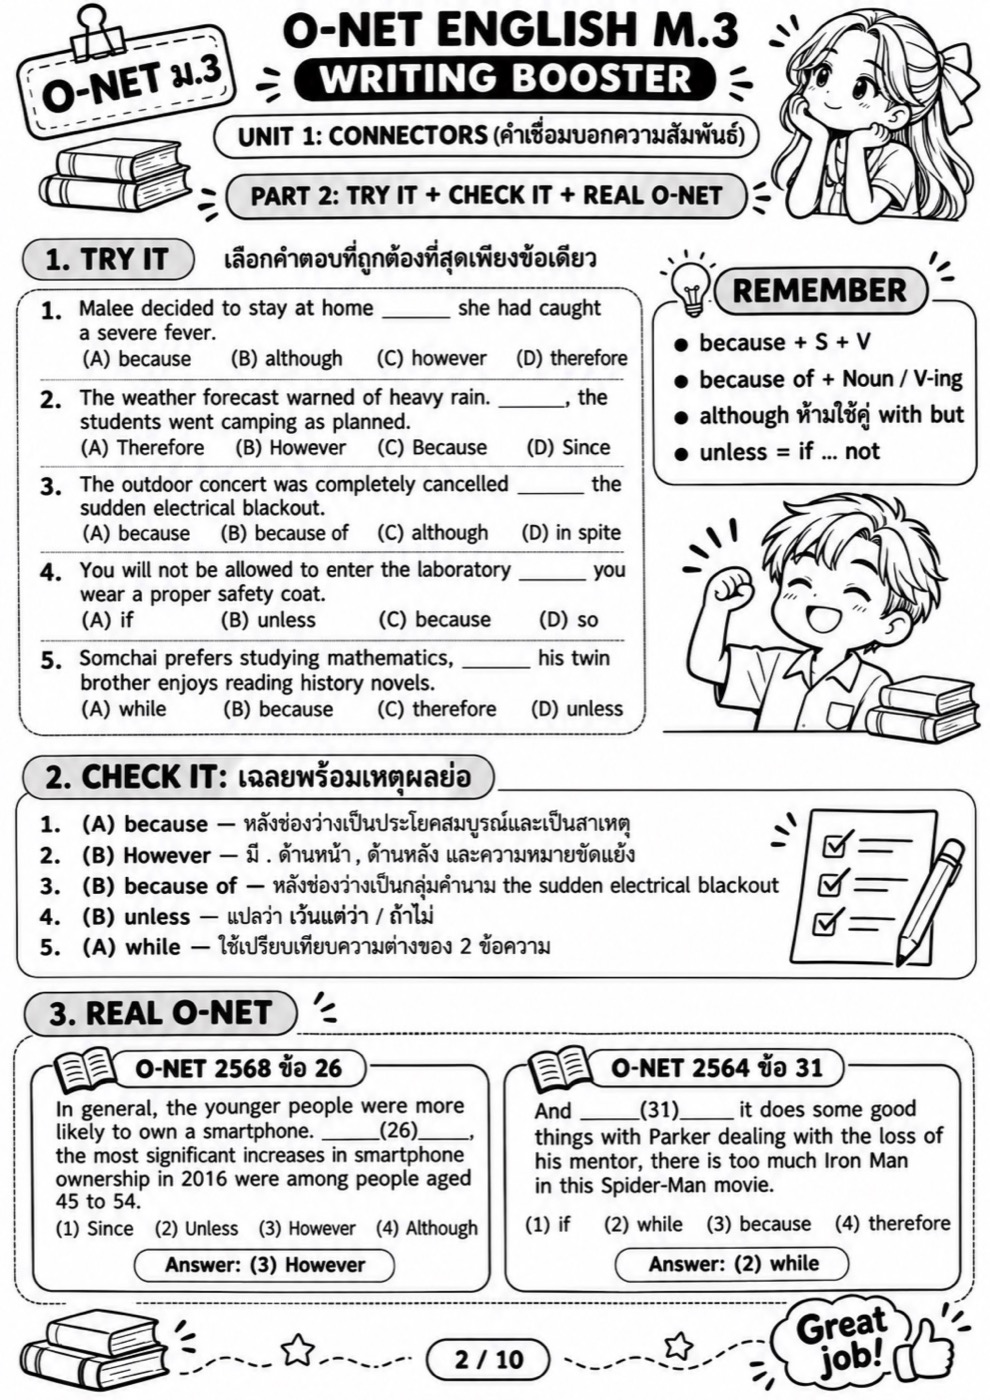 O-NET ม.3
O-NET ENGLISH M.3
WRITING BOOSTER
UNIT 1: CONNECTORS (คำเชื่อมบอกความสัมพันธ์)
PART 2: TRY IT + CHECK IT + REAL O-NET
1. TRY IT เลือกคำตอบที่ถูกต้องที่สุดเพียงข้อเดียว
1. Malee decided to stay at home ______ she had caught
a severe fever.
(A) because (B) although (C) however (D) therefore
2. The weather forecast warned of heavy rain. ______, the
students went camping as planned.
(A) Therefore (B) However (C) Because (D) Since
3. The outdoor concert was completely cancelled ______ the
sudden electrical blackout.
(A) because (B) because of (C) although (D) in spite
4. You will not be allowed to enter the laboratory ______ you
wear a proper safety coat.
(A) if (B) unless (C) because (D) so
5. Somchai prefers studying mathematics, ______ his twin
brother enjoys reading history novels.
(A) while (B) because (C) therefore (D) unless
REMEMBER
● because + S + V
● because of + Noun / V-ing
● although ห้ามใช้คู่ with but
● unless = if ... not
2. CHECK IT: เฉลยพร้อมเหตุผลย่อ
1. (A) because — หลังช่องว่างเป็นประโยคสมบูรณ์และเป็นสาเหตุ
2. (B) However — มี . ด้านหน้า , ด้านหลัง และความหมายขัดแย้ง
3. (B) because of — หลังช่องว่างเป็นกลุ่มคำนาม the sudden electrical blackout
4. (B) unless — แปลว่า เว้นแต่ว่า / ถ้าไม่
5. (A) while — ใช้เปรียบเทียบความต่างของ 2 ข้อความ
3. REAL O-NET
O-NET 2568 ข้อ 26
In general, the younger people were more
likely to own a smartphone. _____(26)_____,
the most significant increases in smartphone
ownership in 2016 were among people aged
45 to 54.
(1) Since (2) Unless (3) However (4) Although
Answer: (3) However
O-NET 2564 ข้อ 31
And _____(31)_____ it does some good
things with Parker dealing with the loss of
his mentor, there is too much Iron Man
in this Spider-Man movie.
(1) if (2) while (3) because (4) therefore
Answer: (2) while
2 / 10
Great
job!